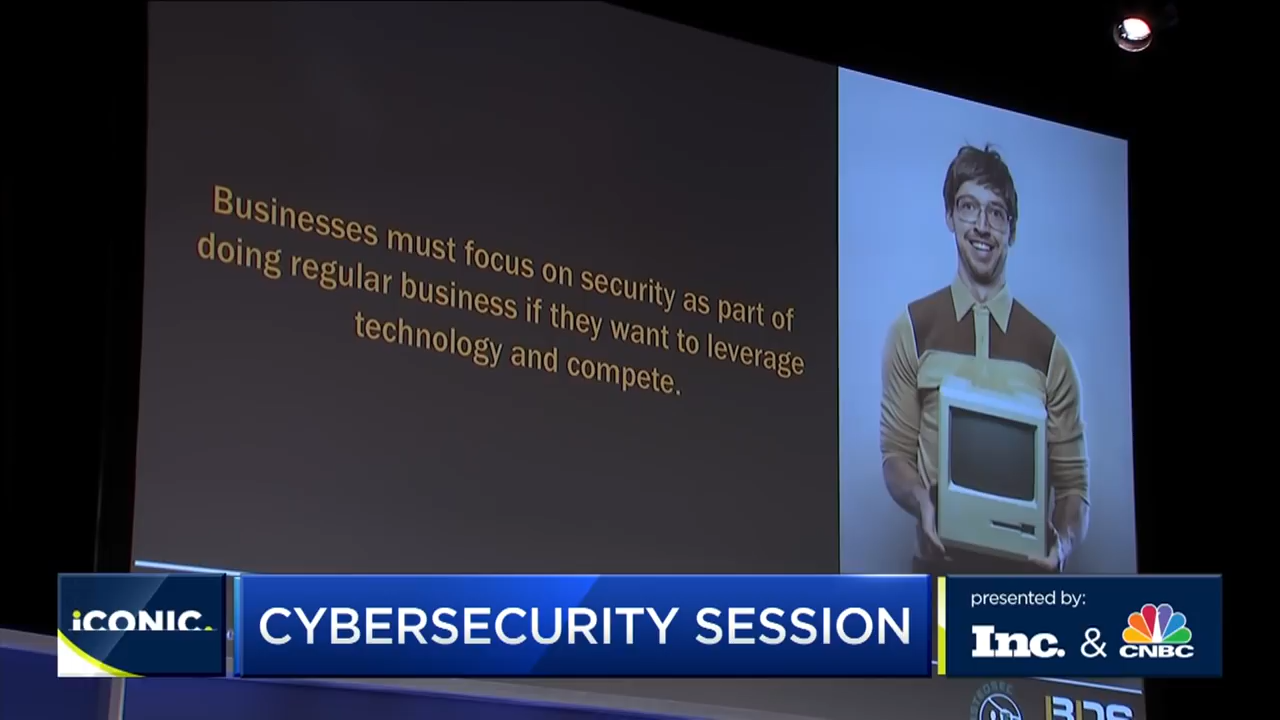 Businesses must focus on security as part of
doing regular business if they want to leverage
technology and compete.
iCONIC.
CYBERSECURITY SESSION
presented by:
Inc. & CNBC